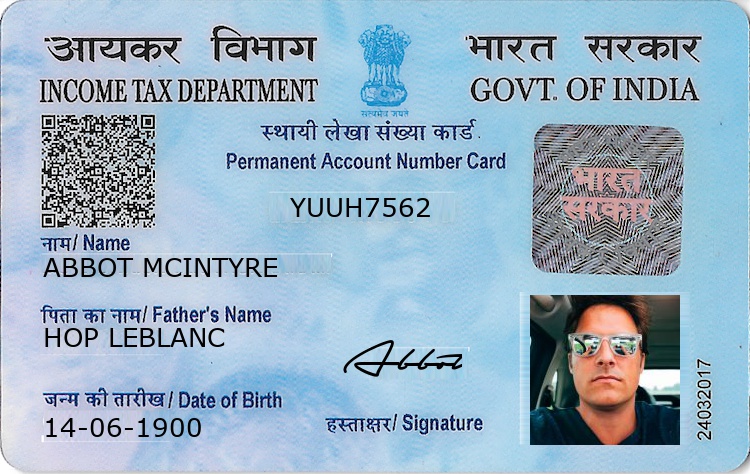 आयकर विभाग
INCOME TAX DEPARTMENT
सत्यमेव जयते
भारत सरकार
GOVT. OF INDIA
स्थायी लेखा संख्या कार्ड
Permanent Account Number Card
YUUH7562
भारत
सरकार
नाम/ Name
ABBOT MCINTYRE
पिता का नाम/ Father's Name
HOP LEBLANC
Abbot
जन्म की तारीख / Date of Birth
14-06-1900
हस्ताक्षर/ Signature
24032017